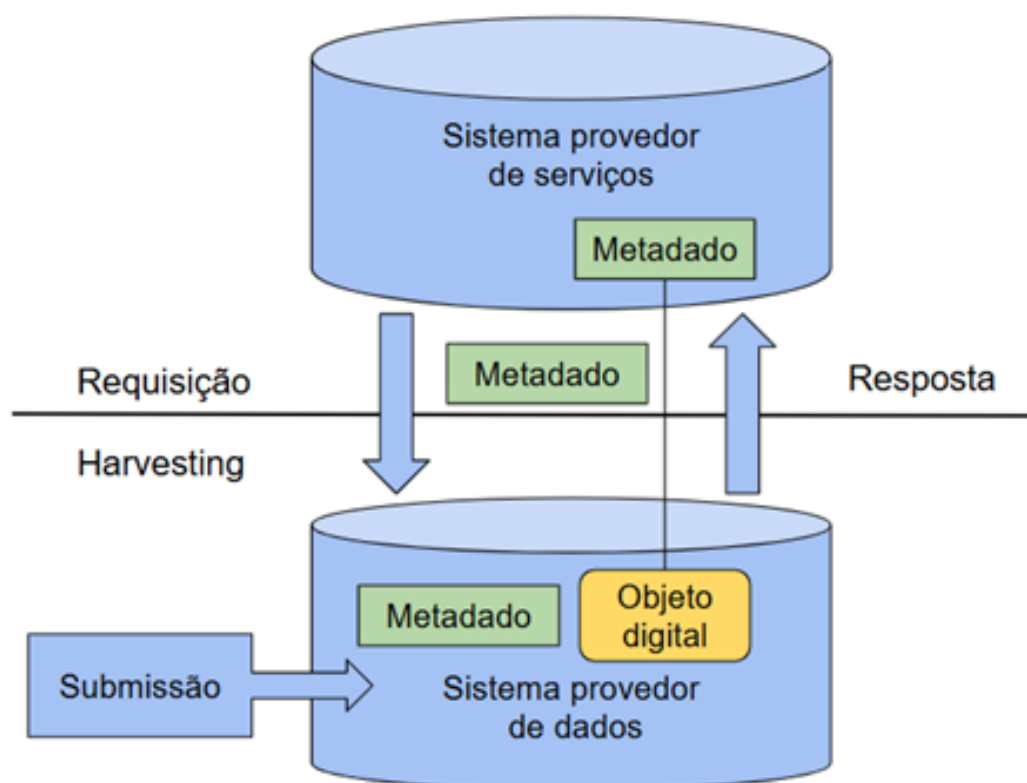 Sistema provedor
de serviços
Metadado
Metadado
Requisição
Resposta
Harvesting
Metadado
Objeto
digital
Submissão
Sistema provedor
de dados